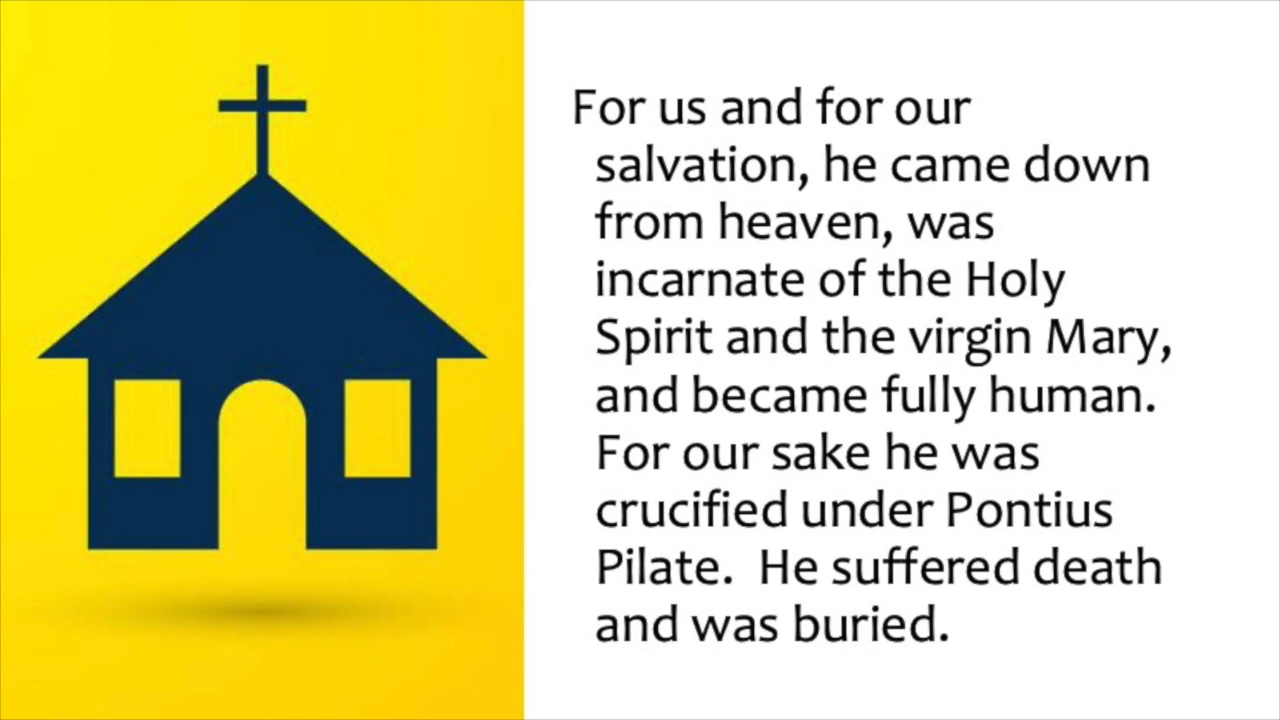 For us and for our
salvation, he came down
from heaven, was
incarnate of the Holy
Spirit and the virgin Mary,
and became fully human.
For our sake he was
crucified under Pontius
Pilate.  He suffered death
and was buried.